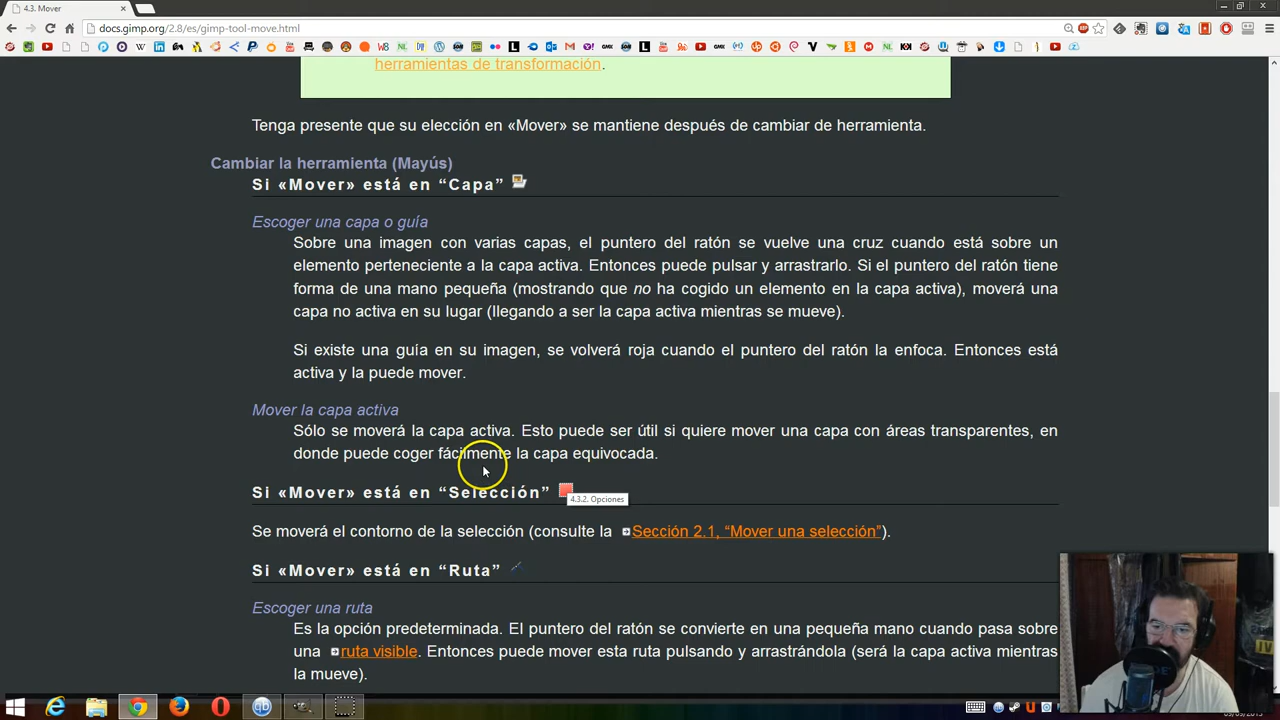 4.3. Mover
docs.gimp.org/2.8/es/gimp-tool-move.html
herramientas de transformación.
Tenga presente que su elección en «Mover» se mantiene después de cambiar de herramienta.
Cambiar la herramienta (Mayús)
Si «Mover» está en “Capa”
Escoger una capa o guía
Sobre una imagen con varias capas, el puntero del ratón se vuelve una cruz cuando está sobre un
elemento perteneciente a la capa activa. Entonces puede pulsar y arrastrarlo. Si el puntero del ratón tiene
forma de una mano pequeña (mostrando que no ha cogido un elemento en la capa activa), moverá una
capa no activa en su lugar (llegando a ser la capa activa mientras se mueve).
Si existe una guía en su imagen, se volverá roja cuando el puntero del ratón la enfoca. Entonces está
activa y la puede mover.
Mover la capa activa
Sólo se moverá la capa activa. Esto puede ser útil si quiere mover una capa con áreas transparentes, en
donde puede coger fácilmente la capa equivocada.
Si «Mover» está en “Selección”
4.3.2. Opciones
Se moverá el contorno de la selección (consulte la Sección 2.1, “Mover una selección”).
Si «Mover» está en “Ruta”
Escoger una ruta
Es la opción predeterminada. El puntero del ratón se convierte en una pequeña mano cuando pasa sobre
una ruta visible. Entonces puede mover esta ruta pulsando y arrastrándola (será la capa activa mientras
la mueve).